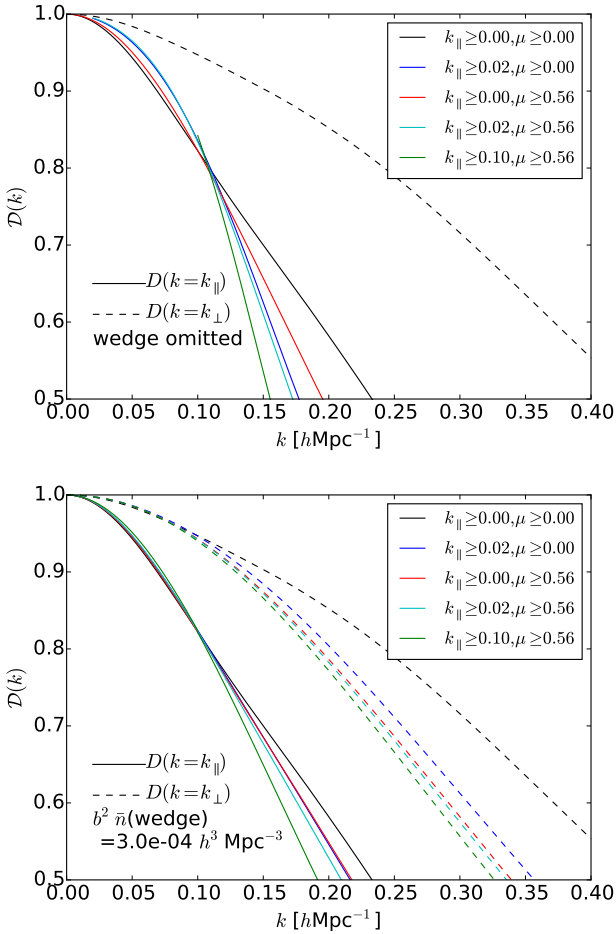 1.0
0.9
0.8
0.7
0.6
0.5
𝒟(k)
k∥≥0.00,μ≥0.00
k∥≥0.02,μ≥0.00
k∥≥0.00,μ≥0.56
k∥≥0.02,μ≥0.56
k∥≥0.10,μ≥0.56
D(k=k∥)
D(k=k⊥)
wedge omitted
0.00 0.05 0.10 0.15 0.20 0.25 0.30 0.35 0.40
k [hMpc⁻¹]
1.0
0.9
0.8
0.7
0.6
0.5
𝒟(k)
k∥≥0.00,μ≥0.00
k∥≥0.02,μ≥0.00
k∥≥0.00,μ≥0.56
k∥≥0.02,μ≥0.56
k∥≥0.10,μ≥0.56
D(k=k∥)
D(k=k⊥)
b² n̄(wedge)
=3.0e-04 h³ Mpc⁻³
0.00 0.05 0.10 0.15 0.20 0.25 0.30 0.35 0.40
k [hMpc⁻¹]